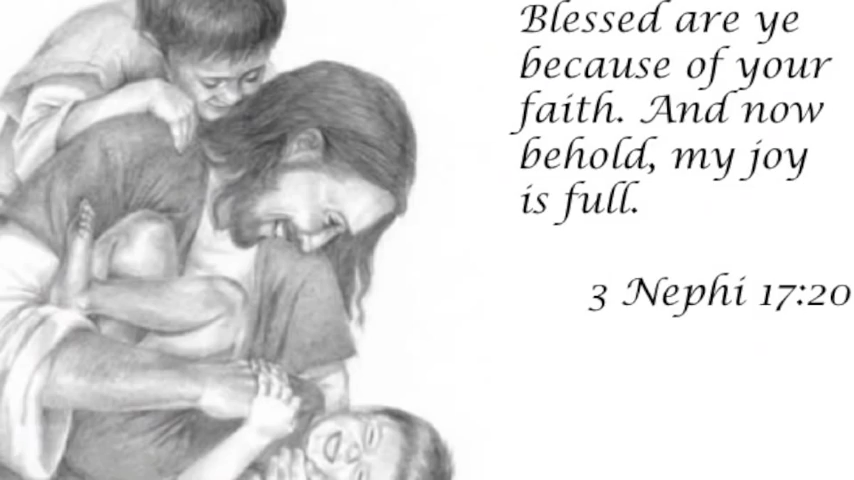 Blessed are ye
because of your
faith. And now
behold, my joy
is full.
3 Nephi 17:20